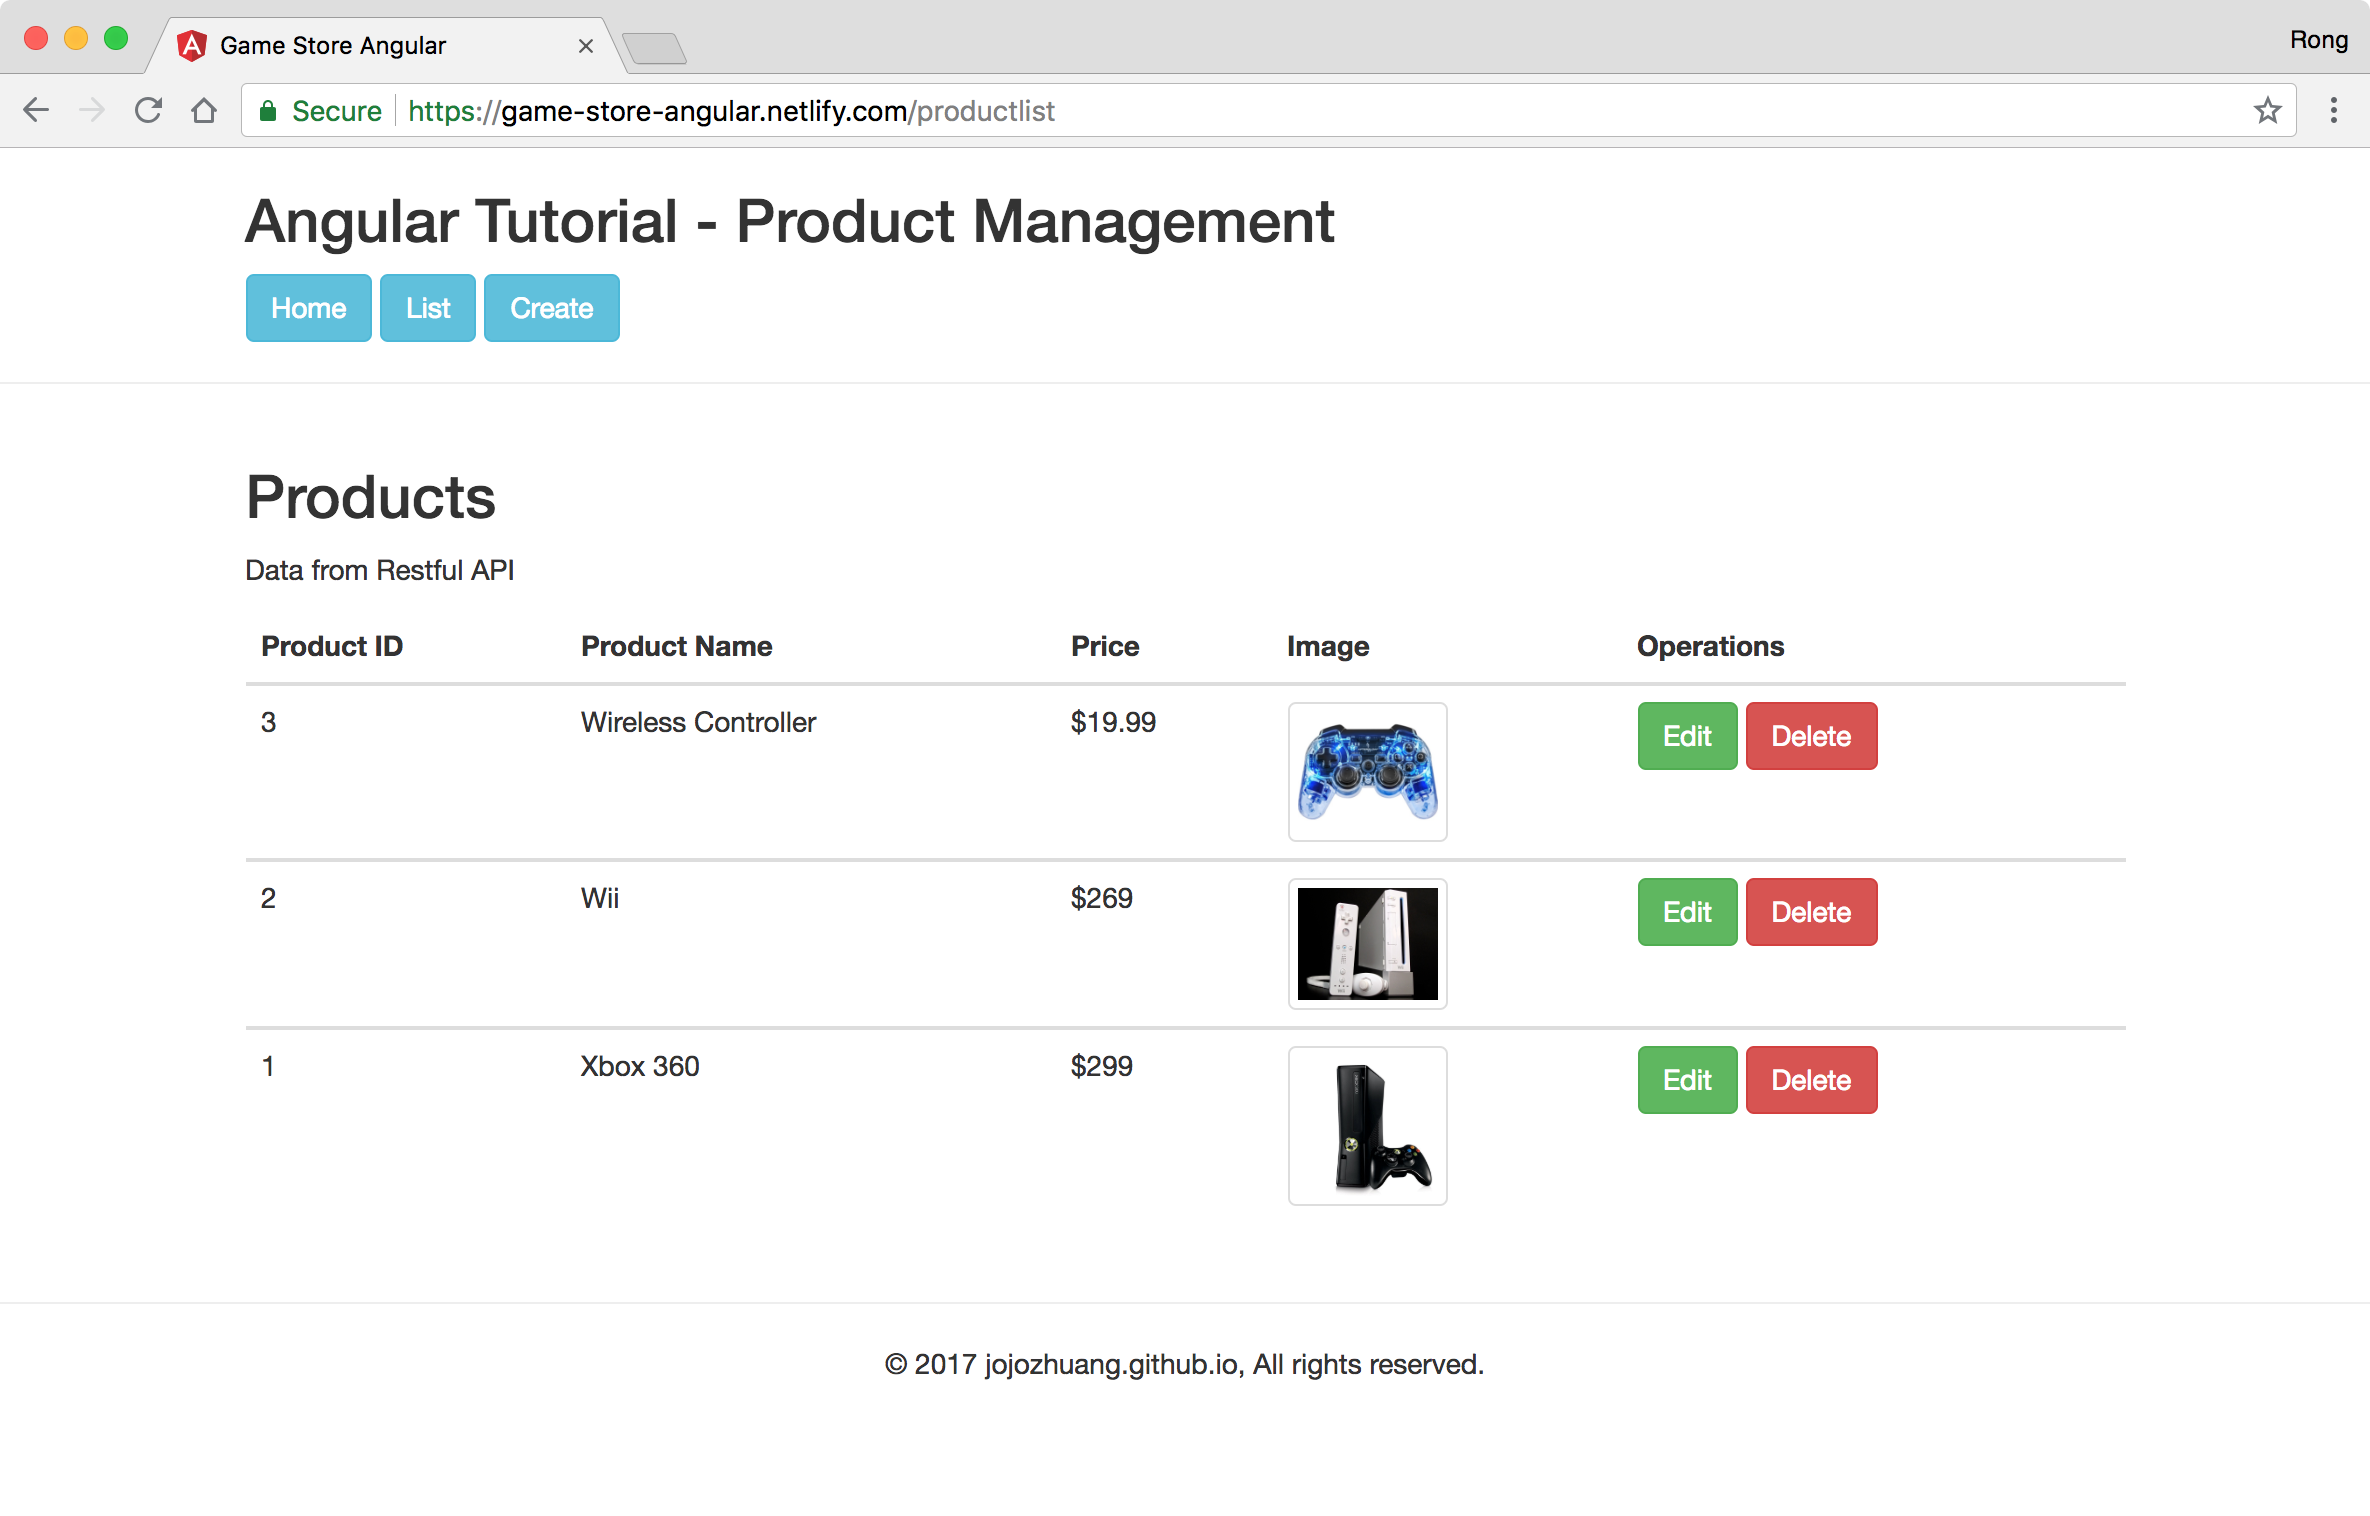 Game Store Angular
Rong
Secure https://game-store-angular.netlify.com/productlist
Angular Tutorial - Product Management
Home List Create
Products
Data from Restful API
Product ID Product Name Price Image Operations
3 Wireless Controller $19.99 Edit Delete
2 Wii $269 Edit Delete
1 Xbox 360 $299 Edit Delete
© 2017 jojozhuang.github.io, All rights reserved.